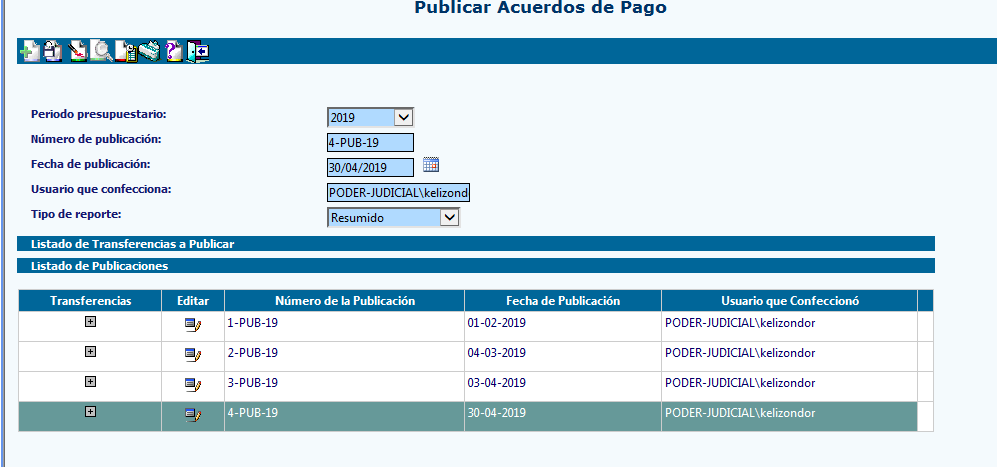 Publicar Acuerdos de Pago
Periodo presupuestario: 2019
Número de publicación: 4-PUB-19
Fecha de publicación: 30/04/2019
Usuario que confecciona: PODER-JUDICIAL\kelizond
Tipo de reporte: Resumido
Listado de Transferencias a Publicar
Listado de Publicaciones
Transferencias Editar Número de la Publicación Fecha de Publicación Usuario que Confeccionó
1-PUB-19 01-02-2019 PODER-JUDICIAL\kelizondor
2-PUB-19 04-03-2019 PODER-JUDICIAL\kelizondor
3-PUB-19 03-04-2019 PODER-JUDICIAL\kelizondor
4-PUB-19 30-04-2019 PODER-JUDICIAL\kelizondor